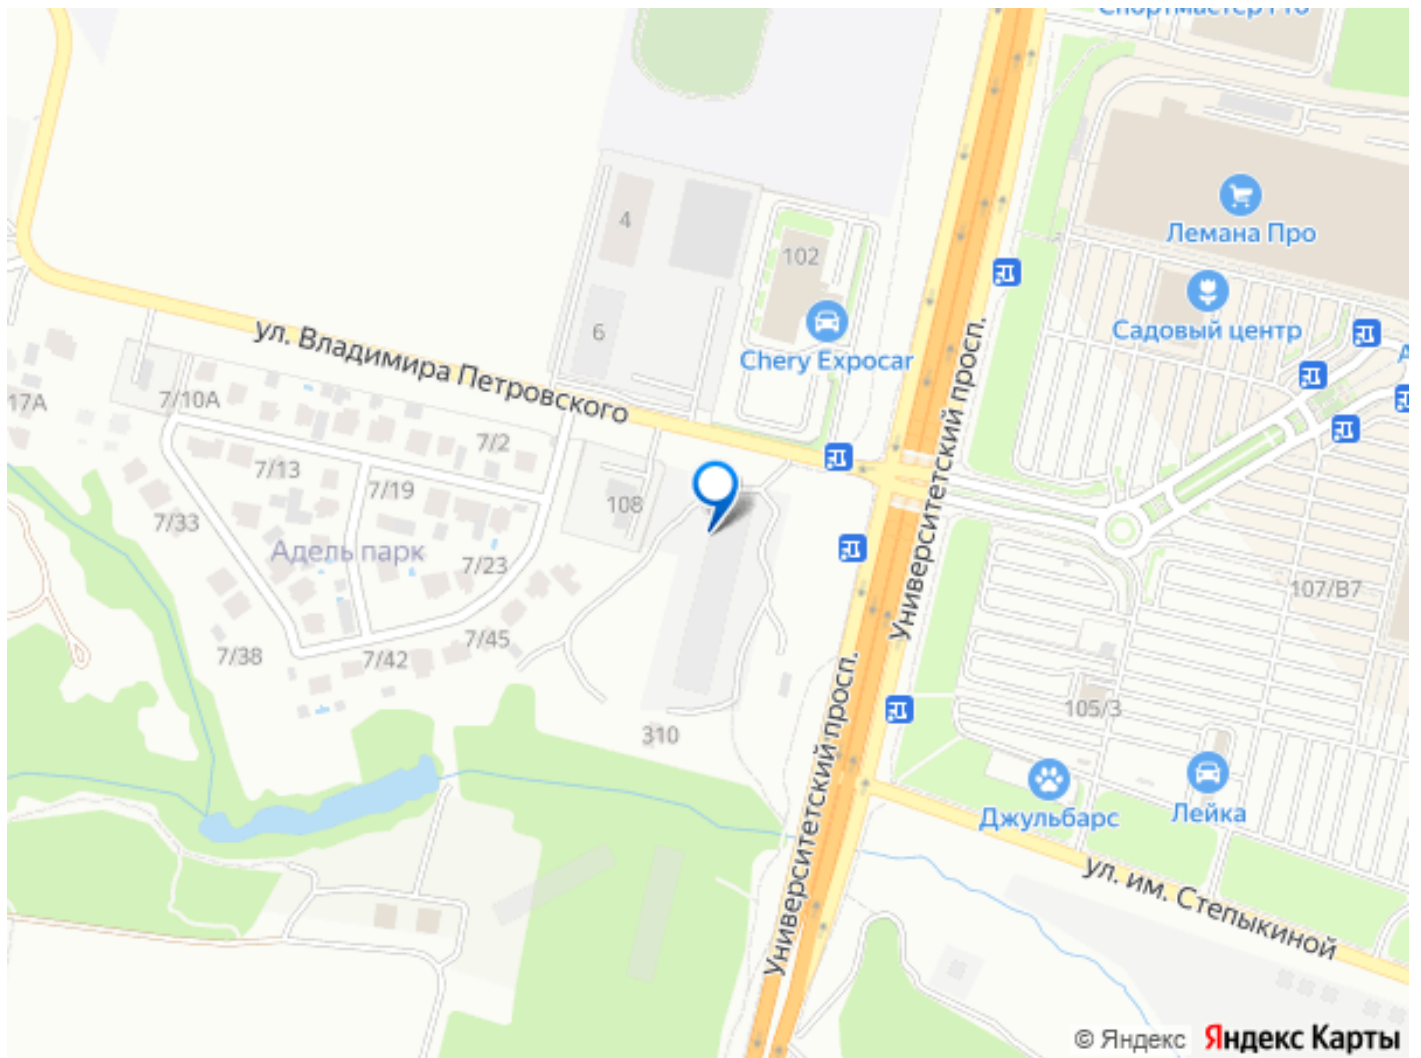 Спортмастер Pro
4
102
Лемана Про
Садовый центр
6
Chery Expocar
ул. Владимира Петровского
Университетский просп.
17А
7/10А
7/2
7/13
7/19
7/33
108
Адель парк
7/23
107/В7
7/38
7/42
7/45
310
105/3
Университетский просп.
Джульбарс
Лейка
ул. им. Степыкиной
© Яндекс Яндекс Карты